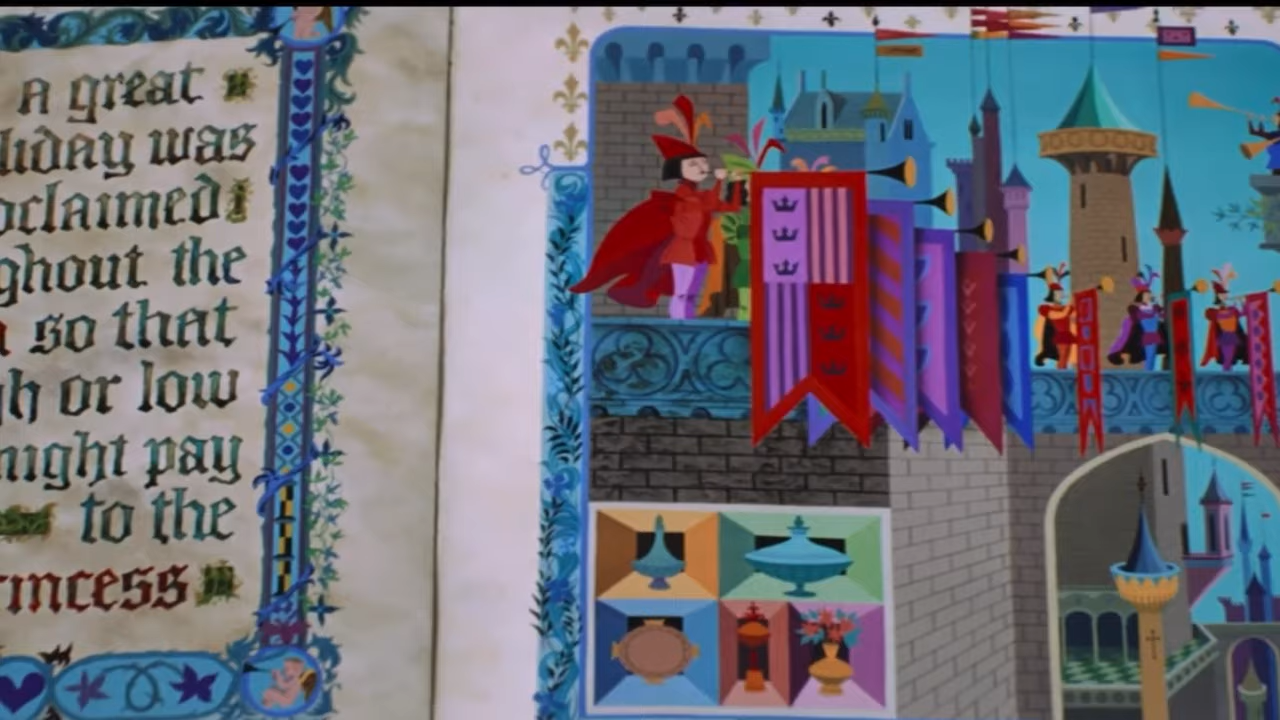 A great
liday was
oclaimed
ghout the
so that
gh or low
might pay
to the
rincess